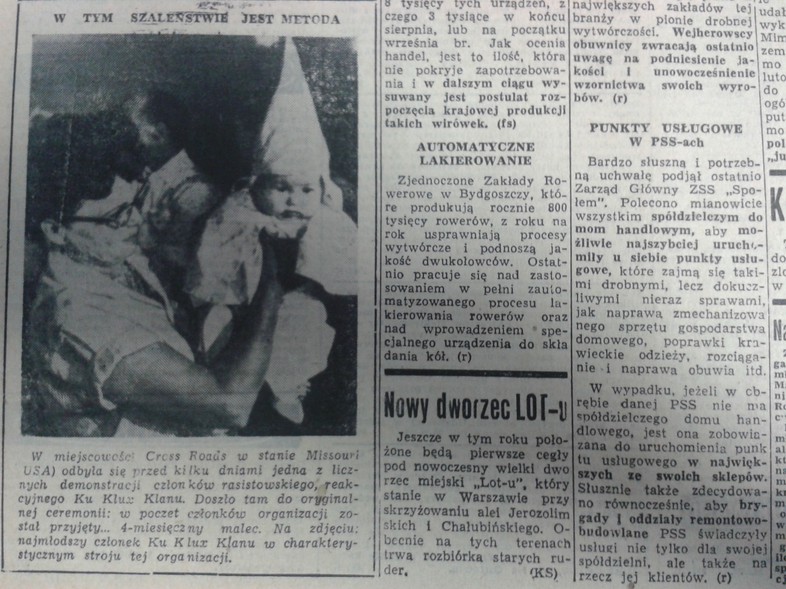 W TYM SZALEŃSTWIE JEST METODA
W miejscowości Cross Roads w stanie Missouri
USA) odbyła się przed kilku dniami jedna z licz-
nych demonstracji członków rasistowskiego, reak-
cyjnego Ku Klux Klanu. Doszło tam do oryginal-
nej ceremonii: w poczet członków organizacji zo-
stał przyjęty... 4-miesięczny malec. Na zdjęciu:
najmłodszy członek Ku Klux Klanu w charaktery-
stycznym stroju tej organizacji.
8 tysięcy tych urządzeń, z
czego 3 tysiące w końcu
sierpnia, lub na początku
września br. Jak ocenia
handel, jest to ilość, która
nie pokryje zapotrzebowa-
nia i w dalszym ciągu wy-
suwany jest postulat roz-
poczęcia krajowej produkcji
takich wirówek. (fs)
AUTOMATYCZNE
LAKIEROWANIE
Zjednoczone Zakłady Ro-
werowe w Bydgoszczy, któ-
re produkują rocznie 800
tysięcy rowerów, z roku na
rok usprawniają procesy
wytwórcze i podnoszą ja-
kość dwukołowców. Ostat-
nio pracuje się nad zasto-
sowaniem w pełni zauto-
matyzowanego procesu la-
kierowania rowerów oraz
nad wprowadzeniem spe-
cjalnego urządzenia do skła
dania kół. (r)
Nowy dworzec LOT-u
Jeszcze w tym roku poło-
żone będą pierwsze cegły
pod nowoczesny wielki dwo
rzec miejski „Lot-u", który
stanie w Warszawie przy
skrzyżowaniu alei Jerozolim
skich i Chałubińskiego. O-
becnie na tych terenach
trwa rozbiórka starych ru-
der. (KS)
największych zakładów tej
branży w pionie drobnej
wytwórczości. Wejherowscy
obuwnicy zwracają ostatnio
uwagę na podniesienie ja-
kości i unowocześnienie
wzornictwa swoich wyro-
bów. (r)
PUNKTY USŁUGOWE
W PSS-ach
Bardzo słuszną i potrzeb-
ną uchwałę podjął ostatnio
Zarząd Główny ZSS „Spo-
łem". Polecono mianowicie
wszystkim spółdzielczym do
mom handlowym, aby mo-
żliwie najszybciej urucho-
miły u siebie punkty usłu-
gowe, które zajmą się taki-
mi drobnymi, lecz dokucz-
liwymi nieraz sprawami,
jak naprawa zmechanizowa
nego sprzętu gospodarstwa
domowego, poprawki kra-
wieckie odzieży, rozciąga-
nie i naprawa obuwia itd.
W wypadku, jeżeli w ob-
rębie danej PSS nie ma
spółdzielczego domu han-
dlowego, jest ona zobowią-
zana do uruchomienia punk
tu usługowego w najwięk-
szych ze swoich sklepów.
Słusznie także zdecydowa-
no równocześnie, aby bry-
gady i oddziały remontowo-
budowlane PSS świadczyły
usługi nie tylko dla swojej
spółdzielni, ale także na
rzecz jej klientów. (r)